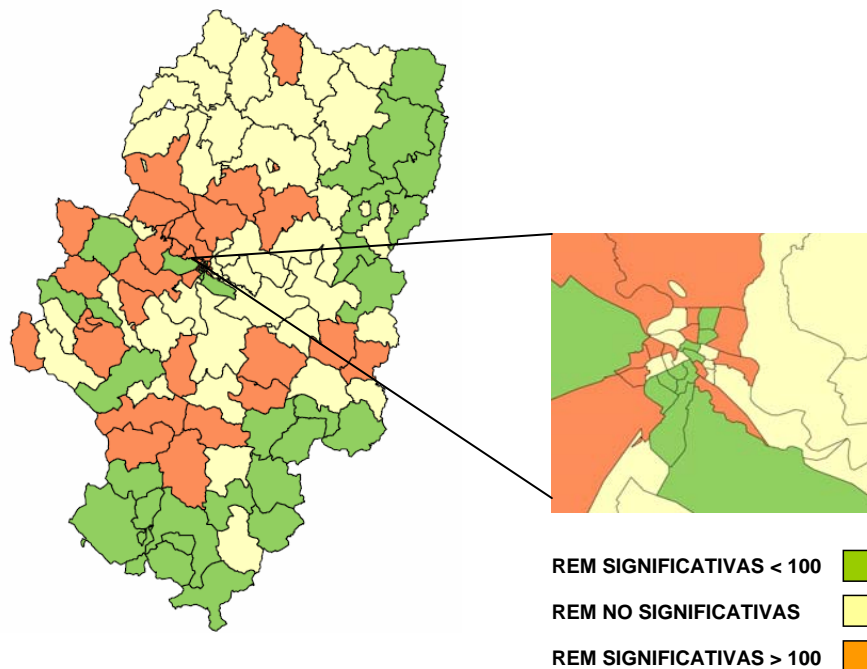 REM SIGNIFICATIVAS < 100
REM NO SIGNIFICATIVAS
REM SIGNIFICATIVAS > 100